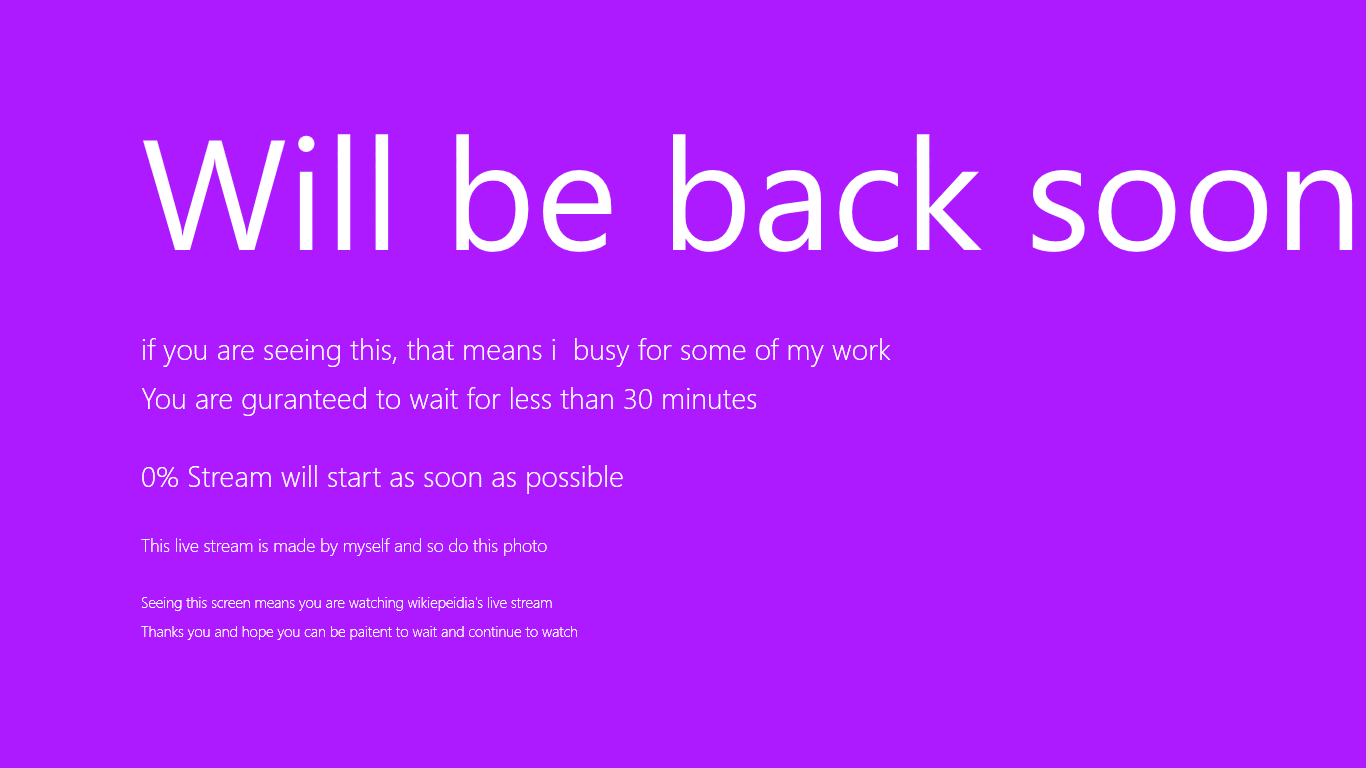 Will be back soon
if you are seeing this, that means i  busy for some of my work
You are guranteed to wait for less than 30 minutes
0% Stream will start as soon as possible
This live stream is made by myself and so do this photo
Seeing this screen means you are watching wikiepeidia's live stream
Thanks you and hope you can be paitent to wait and continue to watch